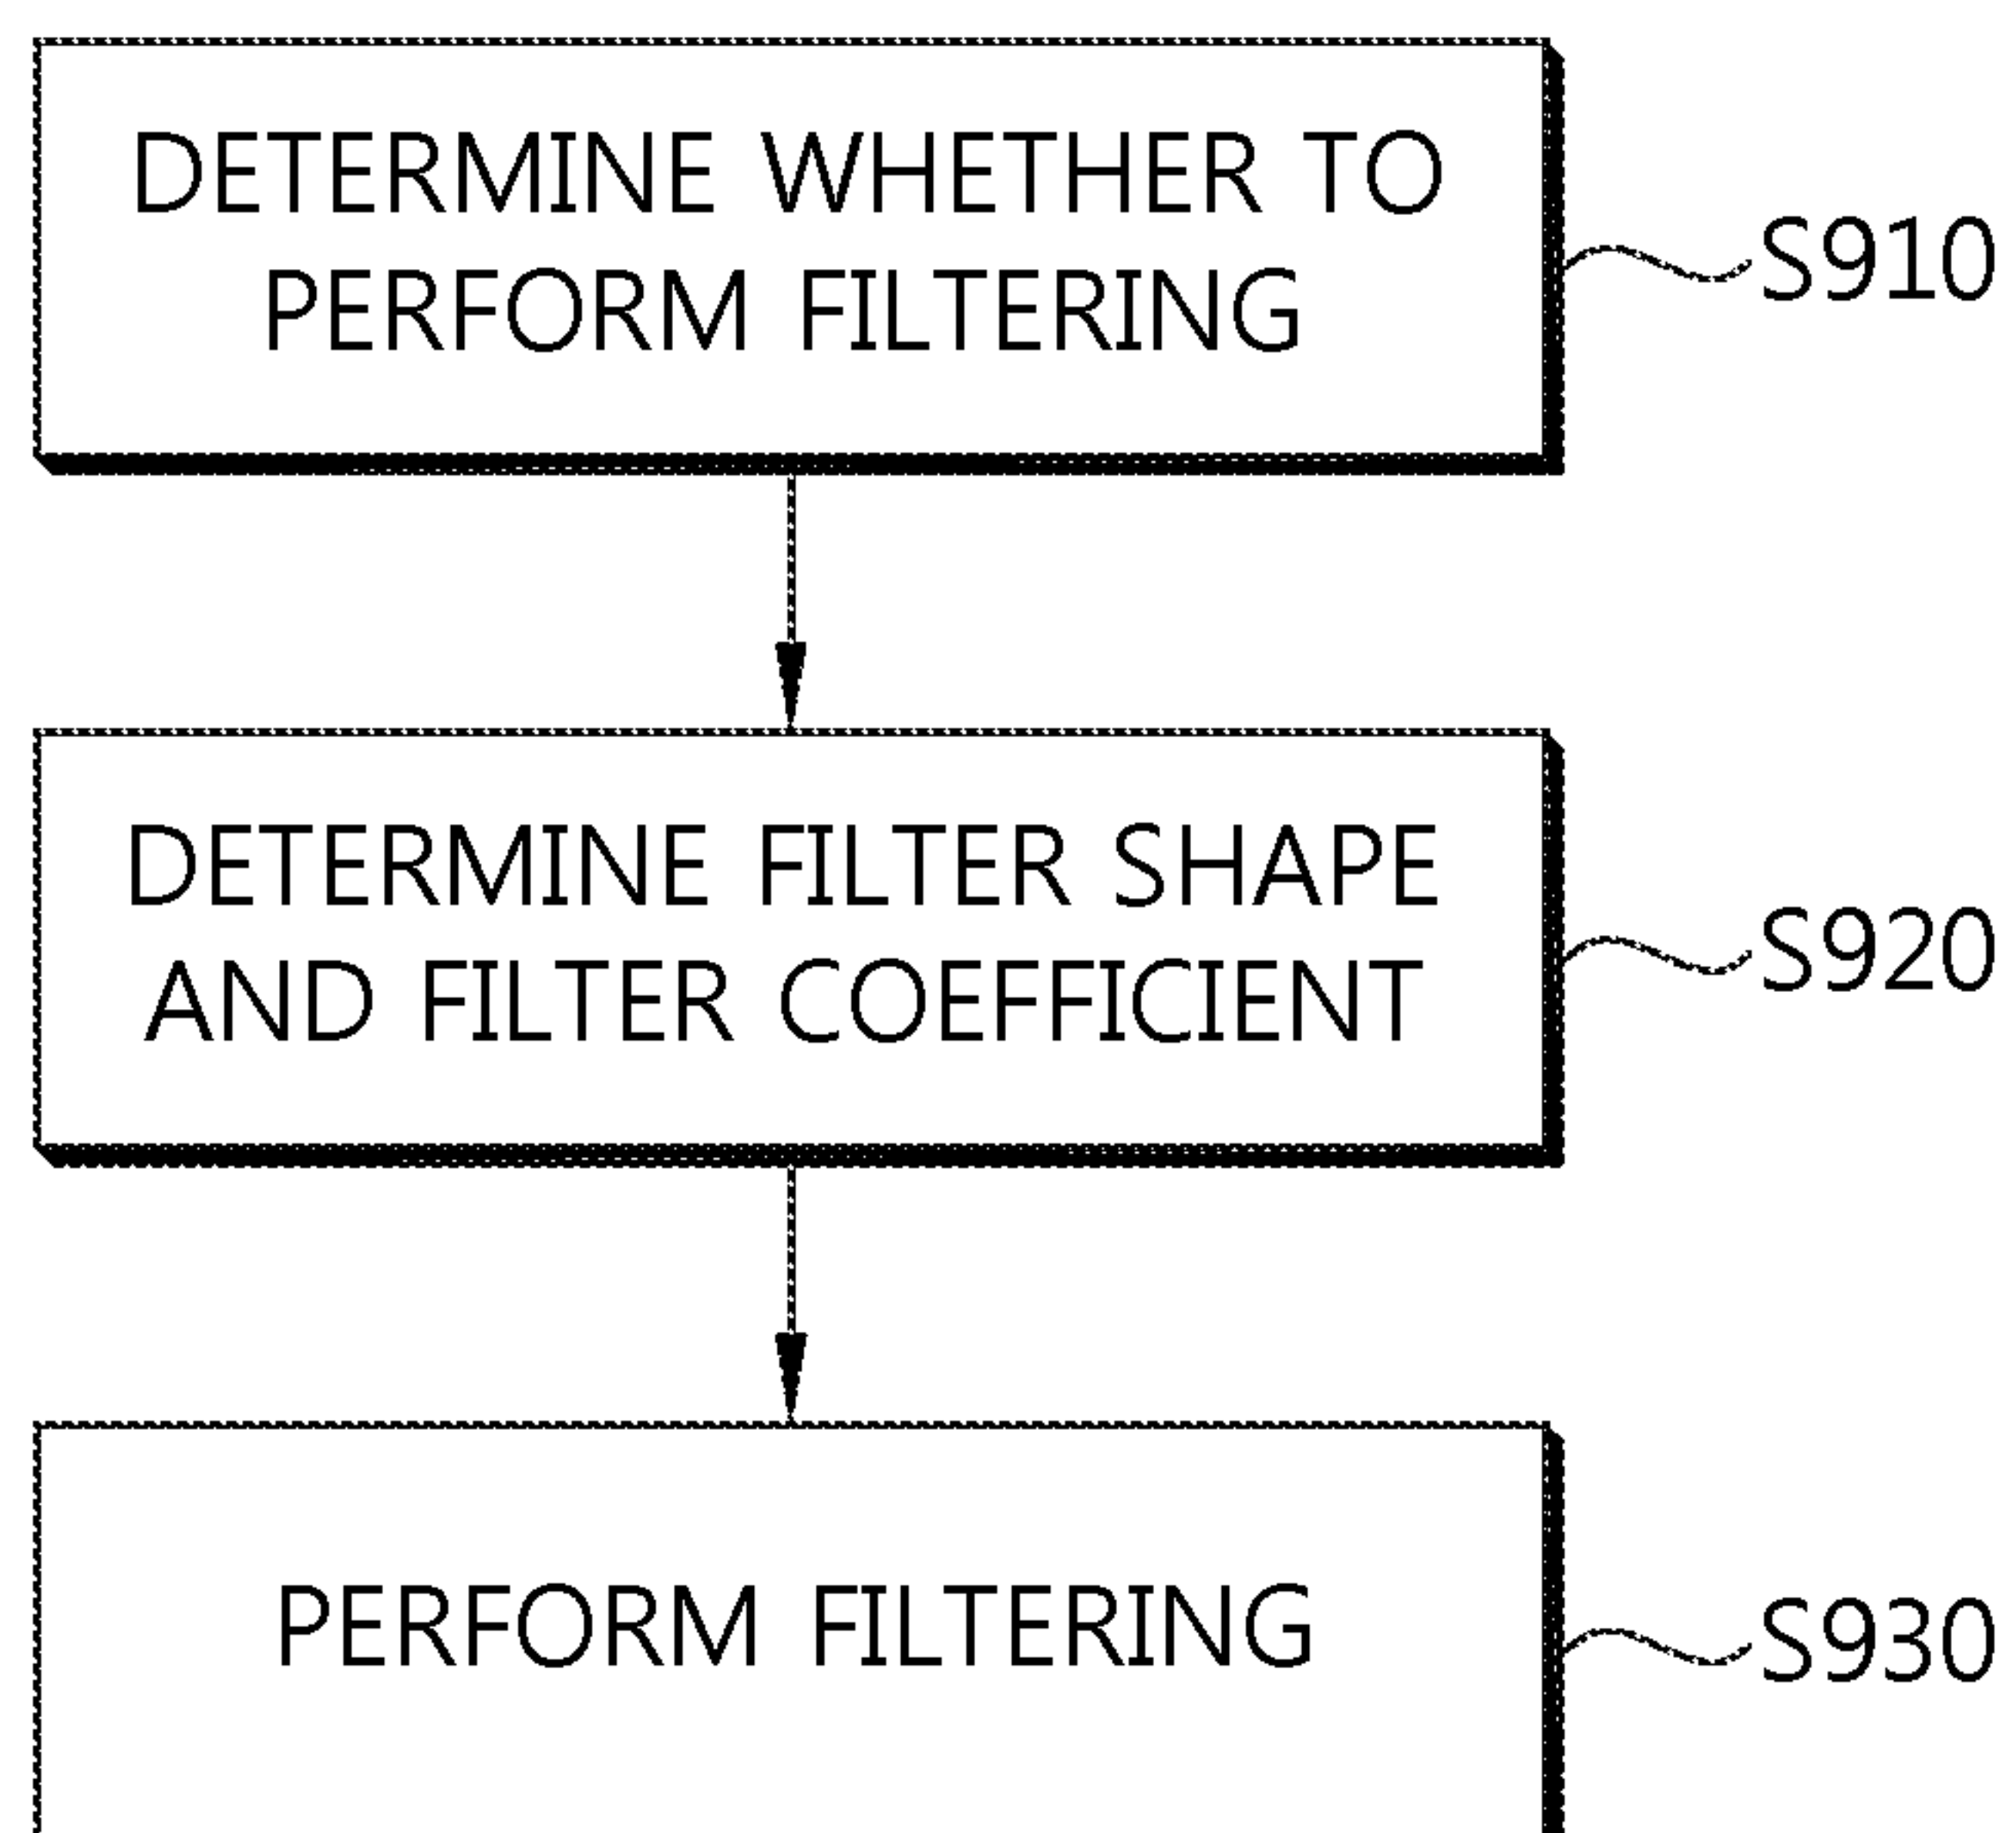 DETERMINE WHETHER TO
PERFORM FILTERING
S910
DETERMINE FILTER SHAPE
AND FILTER COEFFICIENT
S920
PERFORM FILTERING
S930